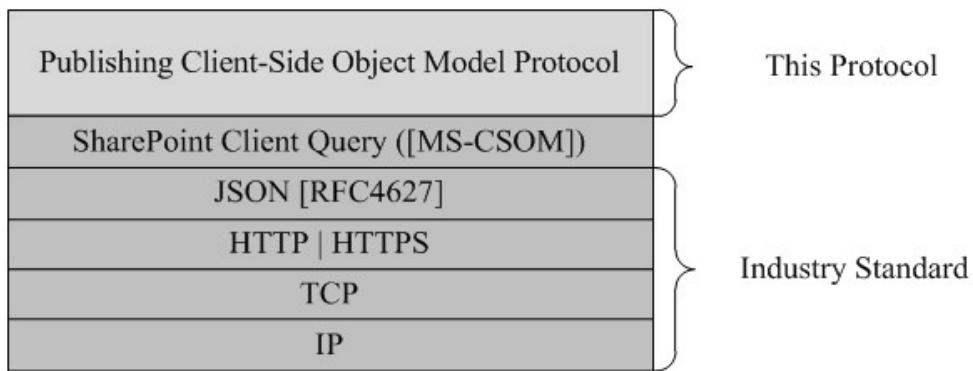 Publishing Client-Side Object Model Protocol
This Protocol
SharePoint Client Query ([MS-CSOM])
JSON [RFC4627]
HTTP | HTTPS
Industry Standard
TCP
IP